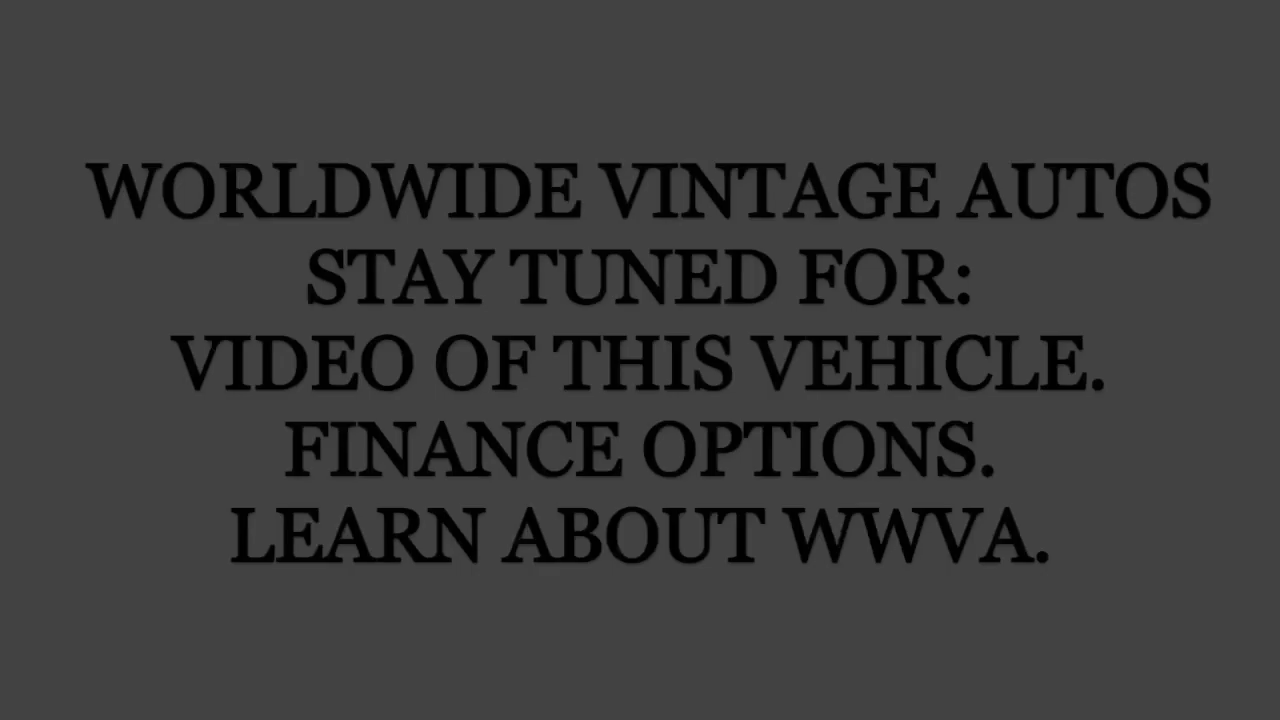 WORLDWIDE VINTAGE AUTOS
STAY TUNED FOR:
VIDEO OF THIS VEHICLE.
FINANCE OPTIONS.
LEARN ABOUT WWVA.